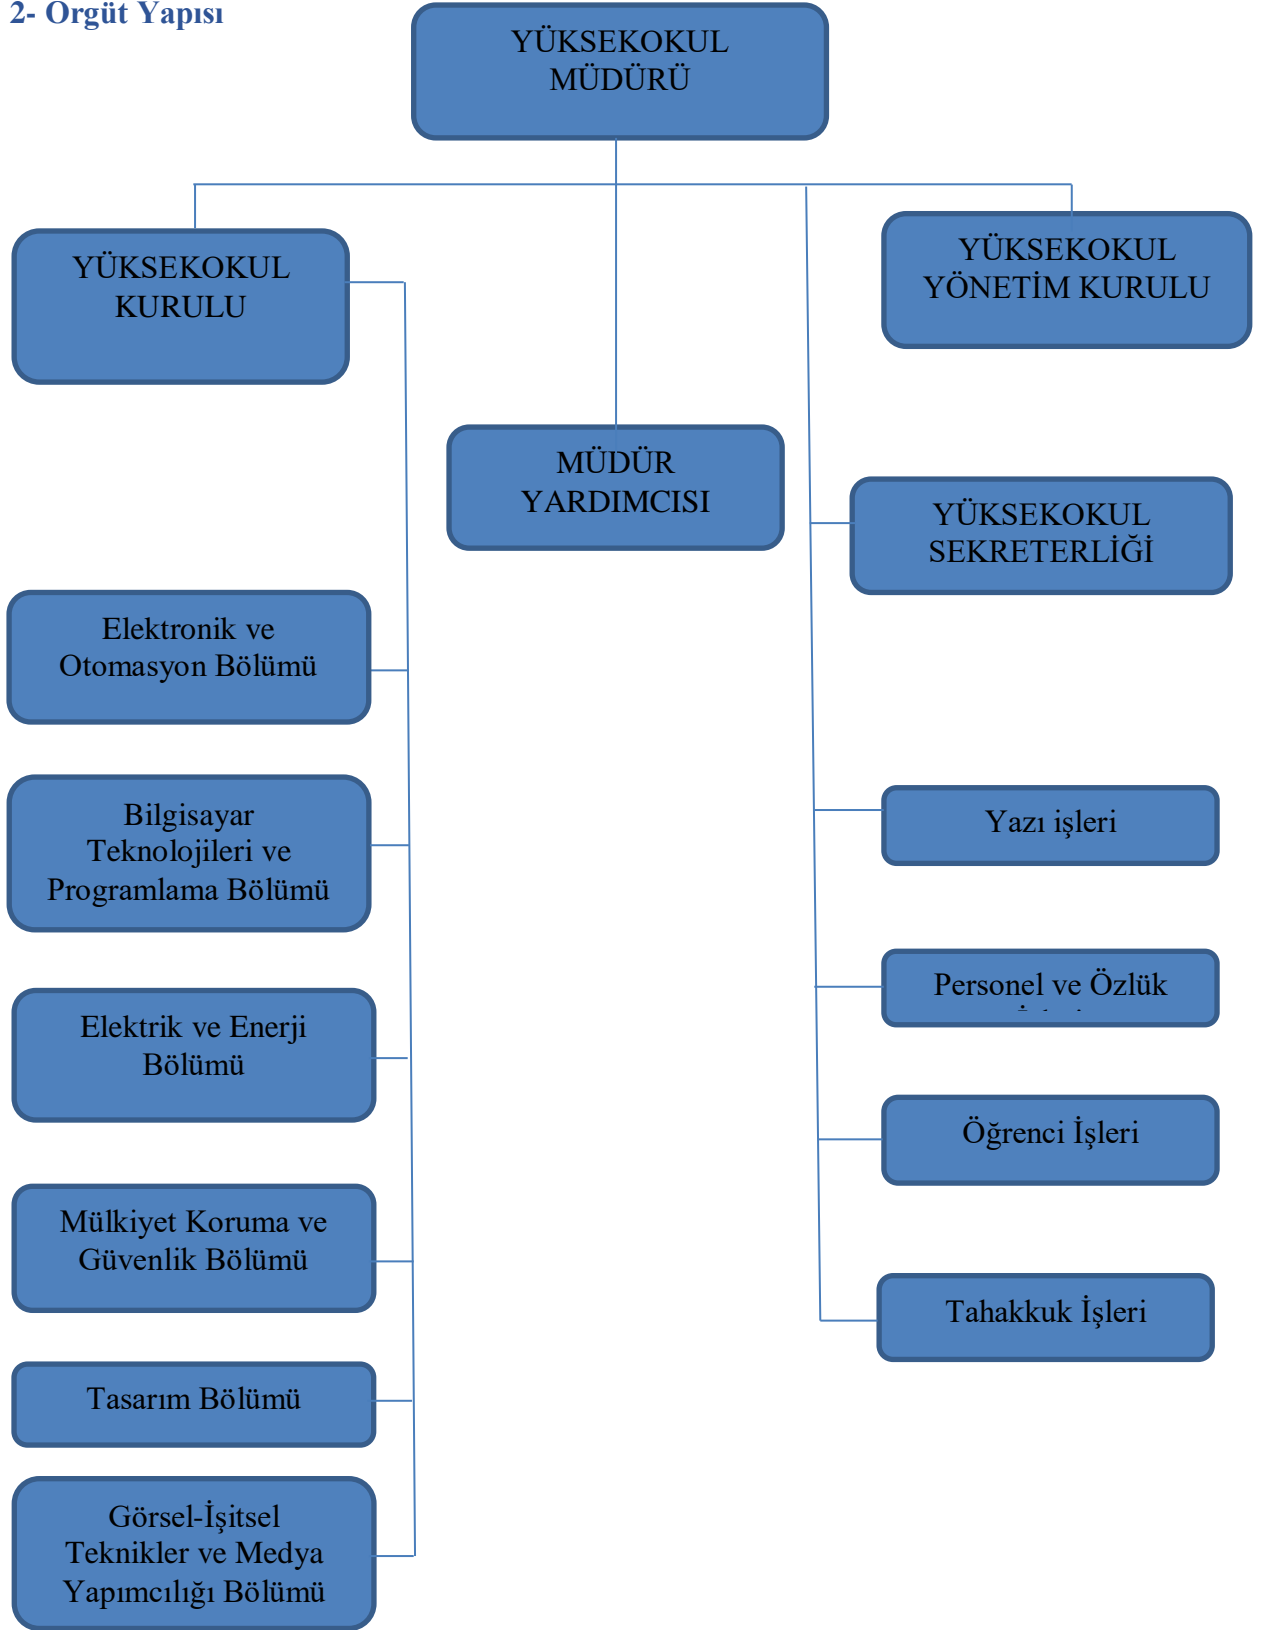 2- Örgüt Yapısı
YÜKSEKOKUL
MÜDÜRÜ
YÜKSEKOKUL
KURULU
YÜKSEKOKUL
YÖNETİM KURULU
MÜDÜR
YARDIMCISI
YÜKSEKOKUL
SEKRETERLİĞİ
Elektronik ve
Otomasyon Bölümü
Bilgisayar
Teknolojileri ve
Programlama Bölümü
Elektrik ve Enerji
Bölümü
Mülkiyet Koruma ve
Güvenlik Bölümü
Tasarım Bölümü
Görsel-İşitsel
Teknikler ve Medya
Yapımcılığı Bölümü
Yazı işleri
Personel ve Özlük
Öğrenci İşleri
Tahakkuk İşleri